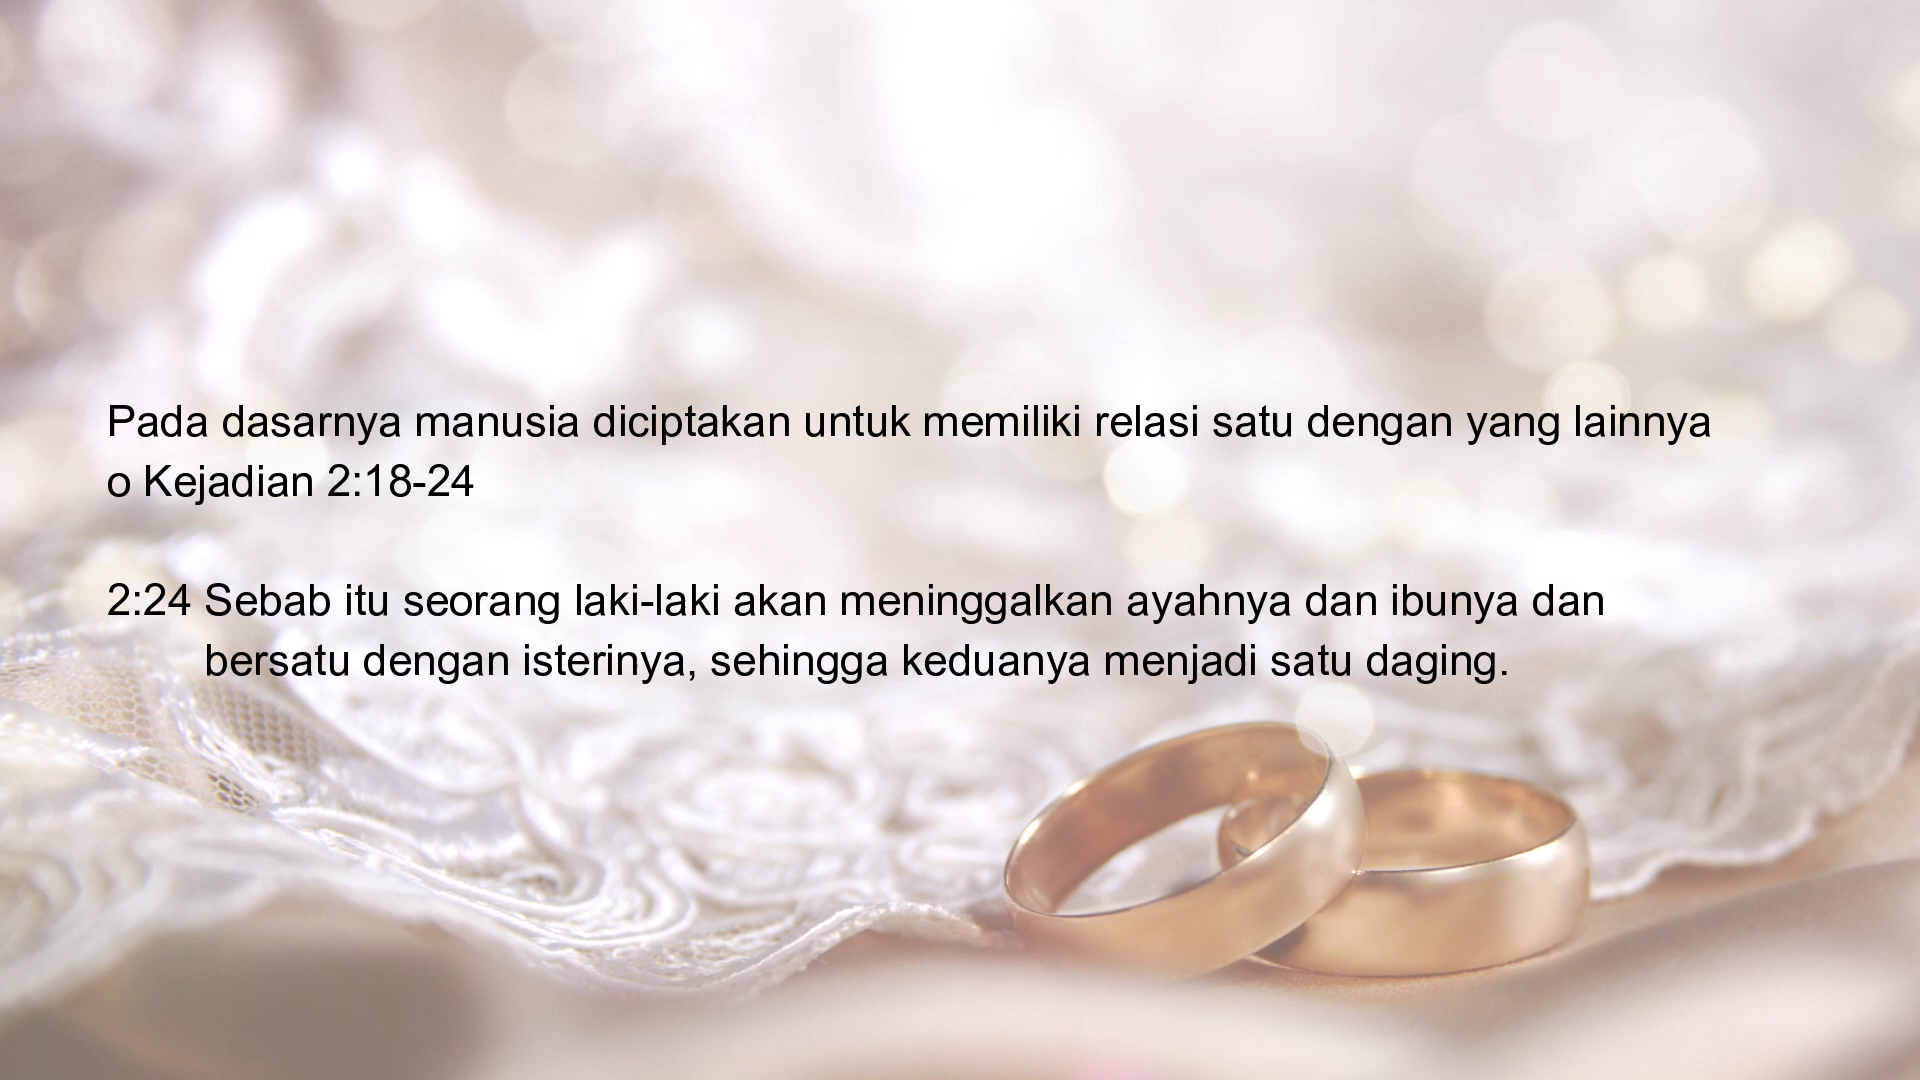 Pada dasarnya manusia diciptakan untuk memiliki relasi satu dengan yang lainnya
o Kejadian 2:18-24
2:24 Sebab itu seorang laki-laki akan meninggalkan ayahnya dan ibunya dan
bersatu dengan isterinya, sehingga keduanya menjadi satu daging.